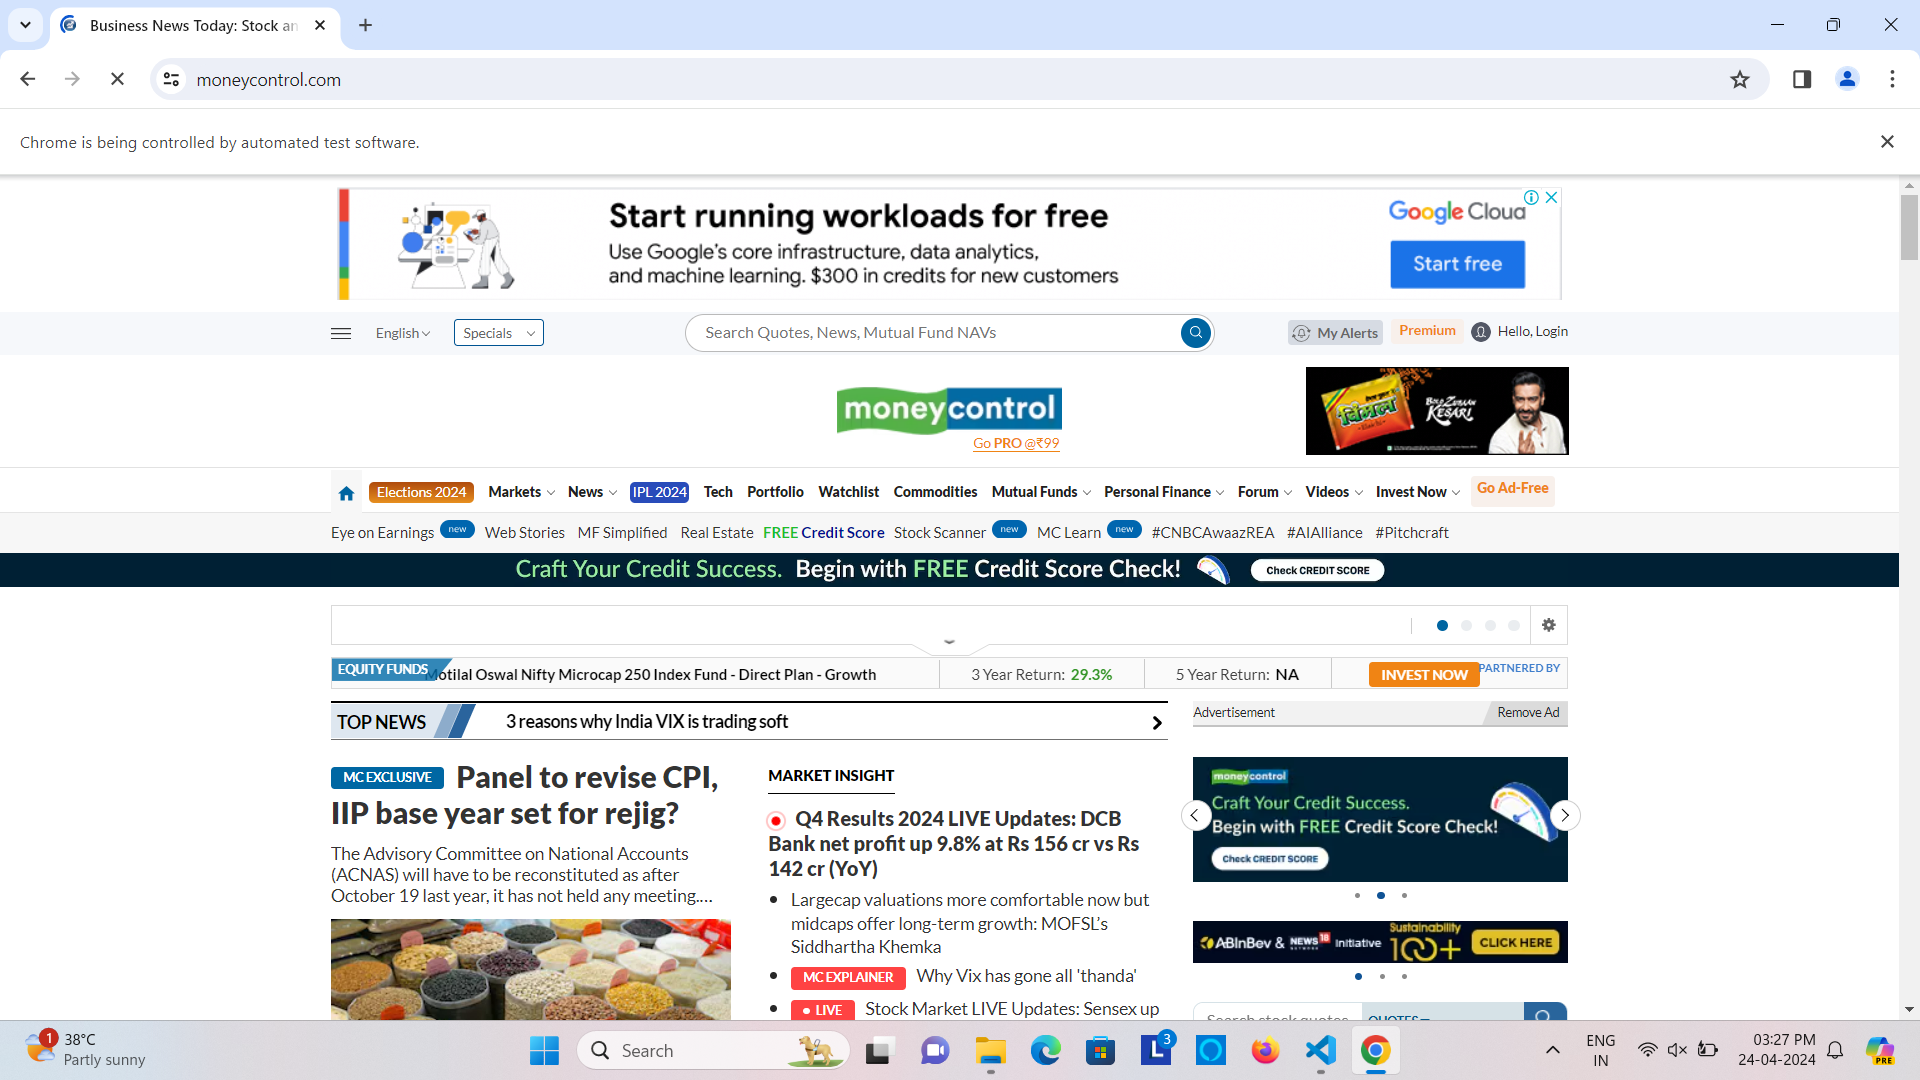 Business News Today: Stock an
moneycontrol.com
Chrome is being controlled by automated test software.
Start running workloads for free
Use Google's core infrastructure, data analytics,
and machine learning. $300 in credits for new customers
Google Cloud
Start free
English
Specials
Search Quotes, News, Mutual Fund NAVs
My Alerts
Premium
Hello, Login
moneycontrol
Go PRO @₹99
विमल
BOLO ZUBAAN
KESARI
Elections 2024 Markets News IPL 2024 Tech Portfolio Watchlist Commodities Mutual Funds Personal Finance Forum Videos Invest Now Go Ad-Free
Eye on Earnings new Web Stories MF Simplified Real Estate FREE Credit Score Stock Scanner new MC Learn new #CNBCAwaazREA #AIAlliance #Pitchcraft
Craft Your Credit Success. Begin with FREE Credit Score Check! Check CREDIT SCORE
EQUITY FUNDS Motilal Oswal Nifty Microcap 250 Index Fund - Direct Plan - Growth 3 Year Return: 29.3% 5 Year Return: NA INVEST NOW PARTNERED BY
TOP NEWS 3 reasons why India VIX is trading soft
Advertisement Remove Ad
MC EXCLUSIVE Panel to revise CPI,
IIP base year set for rejig?
The Advisory Committee on National Accounts
(ACNAS) will have to be reconstituted as after
October 19 last year, it has not held any meeting....
MARKET INSIGHT
Q4 Results 2024 LIVE Updates: DCB
Bank net profit up 9.8% at Rs 156 cr vs Rs
142 cr (YoY)
Largecap valuations more comfortable now but
midcaps offer long-term growth: MOFSL's
Siddhartha Khemka
MC EXPLAINER Why Vix has gone all 'thanda'
LIVE Stock Market LIVE Updates: Sensex up
moneycontrol
Craft Your Credit Success.
Begin with FREE Credit Score Check!
Check CREDIT SCORE
ABInBev & NEWS18 Initiative Sustainability 100+ CLICK HERE
Search stock quotes QUOTES
1
38°C
Partly sunny
Search
L
3
ENG
IN
03:27 PM
24-04-2024
PRE